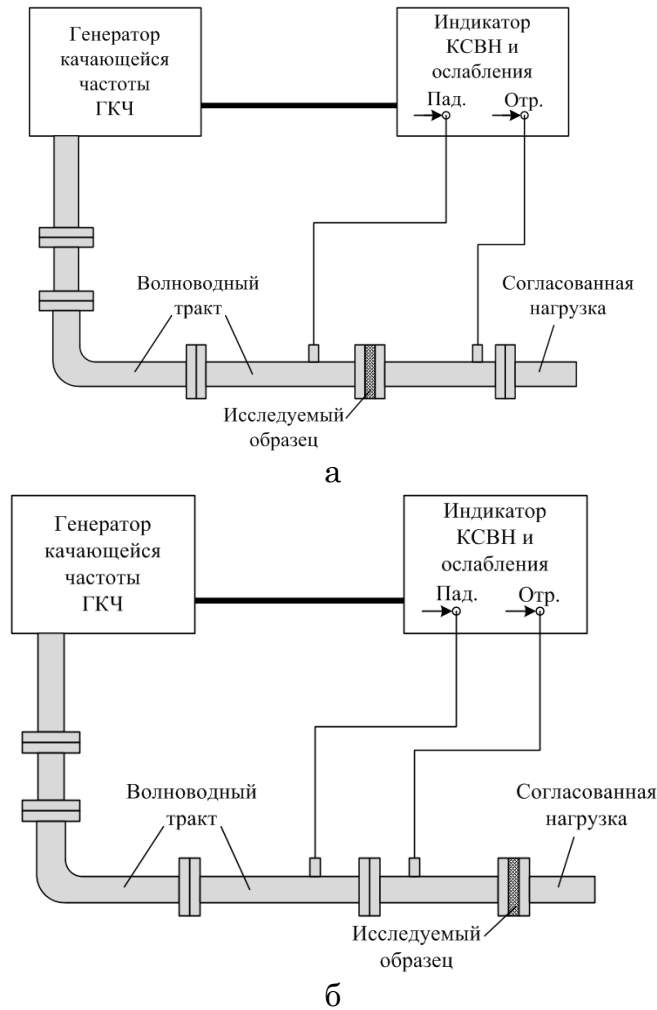 Генератор
качающейся
частоты
ГКЧ
Индикатор
КСВН и
ослабления
Пад.
Отр.
Волноводный
тракт
Согласованная
нагрузка
Исследуемый
образец
а
Генератор
качающейся
частоты
ГКЧ
Индикатор
КСВН и
ослабления
Пад.
Отр.
Волноводный
тракт
Согласованная
нагрузка
Исследуемый
образец
б